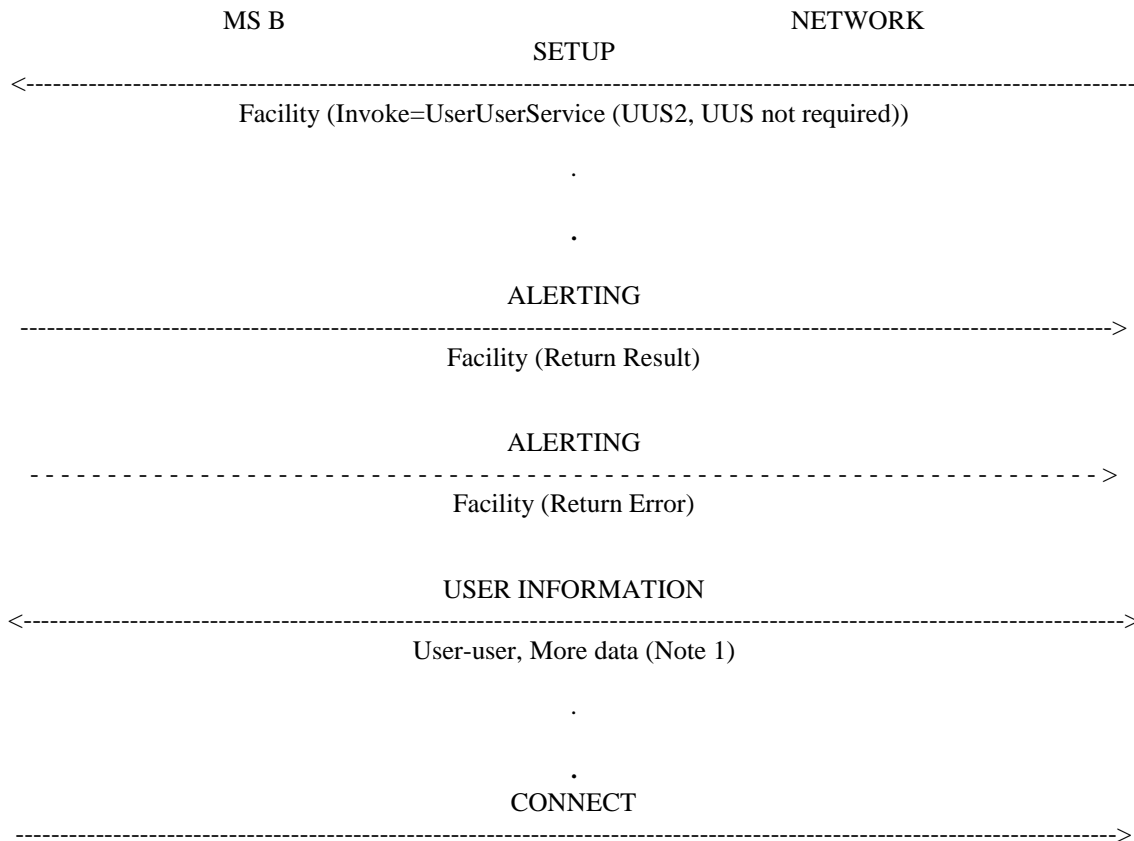 MS B NETWORK
SETUP
<----------------------------------------------------------------------------------------------------------------------------
Facility (Invoke=UserUserService (UUS2, UUS not required))
.
.
ALERTING
--------------------------------------------------------------------------------------------------------------------------->
Facility (Return Result)
ALERTING
- - - - - - - - - - - - - - - - - - - - - - - - - - - - - - - - - - - - - - - - - - - - - - - - - - - - - - - - - - - - - - - - - - - - - - >
Facility (Return Error)
USER INFORMATION
<--------------------------------------------------------------------------------------------------------------------------->
User-user, More data (Note 1)
.
.
CONNECT
---------------------------------------------------------------------------------------------------------------------------->